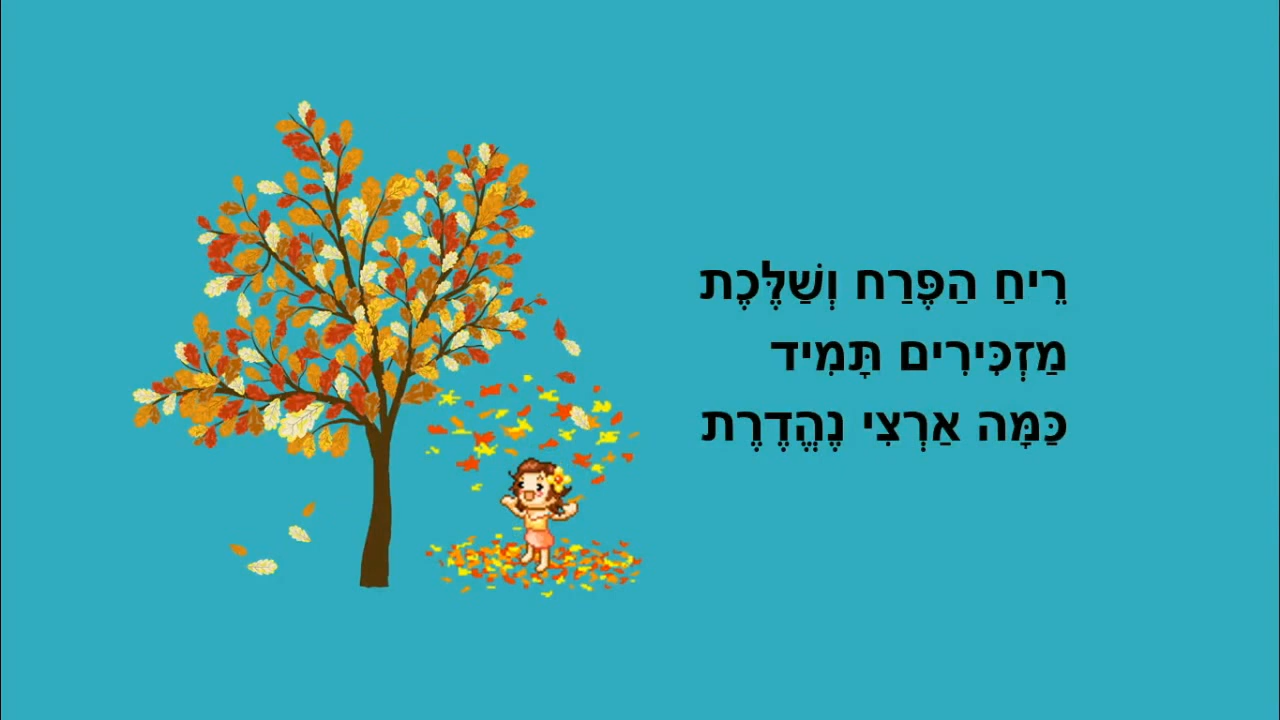 רֵיחַ הַפֶּרַח וְשַׁלֶּכֶת
מַזְכִּירִים תָּמִיד
כַּמָּה אַרְצִי נֶהֱדֶרֶת